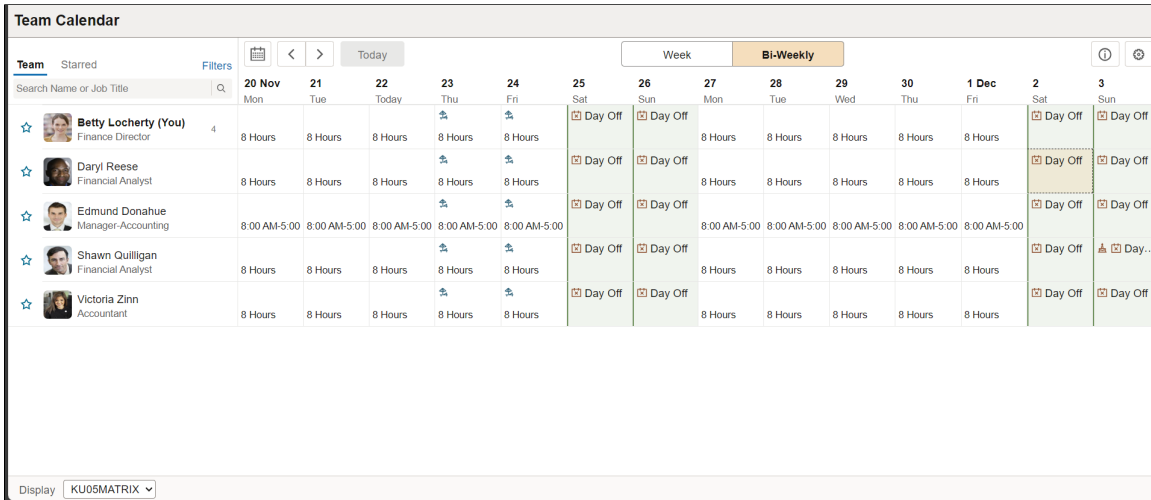 Team Calendar
Team Starred Filters
Today
Week Bi-Weekly
Search Name or Job Title
20 Nov 21 22 23 24 25 26 27 28 29 30 1 Dec 2 3
Mon Tue Today Thu Fri Sat Sun Mon Tue Wed Thu Fri Sat Sun
Day Off Day Off Day Off Day Off
Betty Locherty (You) 4
Finance Director
8 Hours 8 Hours 8 Hours 8 Hours 8 Hours 8 Hours 8 Hours 8 Hours 8 Hours 8 Hours
Day Off Day Off Day Off Day Off
Daryl Reese
Financial Analyst
8 Hours 8 Hours 8 Hours 8 Hours 8 Hours 8 Hours 8 Hours 8 Hours 8 Hours 8 Hours
Day Off Day Off Day Off Day Off
Edmund Donahue
Manager-Accounting
8:00 AM-5:00 8:00 AM-5:00 8:00 AM-5:00 8:00 AM-5:00 8:00 AM-5:00 8:00 AM-5:00 8:00 AM-5:00 8:00 AM-5:00 8:00 AM-5:00 8:00 AM-5:00
Day Off Day Off Day Off Day...
Shawn Quilligan
Financial Analyst
8 Hours 8 Hours 8 Hours 8 Hours 8 Hours 8 Hours 8 Hours 8 Hours 8 Hours 8 Hours
Day Off Day Off Day Off Day Off
Victoria Zinn
Accountant
8 Hours 8 Hours 8 Hours 8 Hours 8 Hours 8 Hours 8 Hours 8 Hours 8 Hours 8 Hours
Display KU05MATRIX